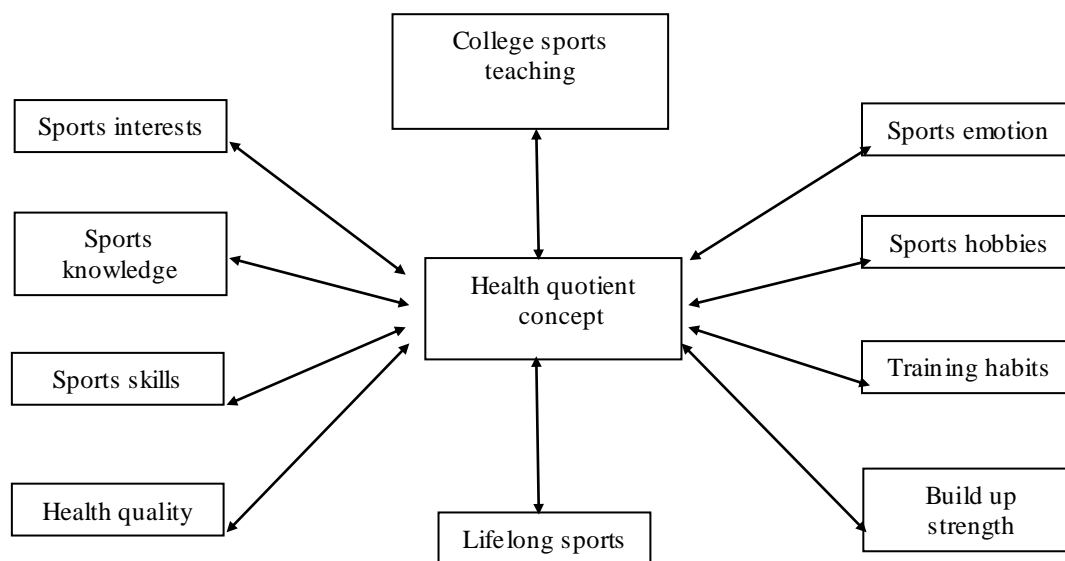 College sports
teaching
Sports interests
Sports emotion
Sports
knowledge
Sports hobbies
Health quotient
concept
Sports skills
Training habits
Health quality
Build up
strength
Lifelong sports